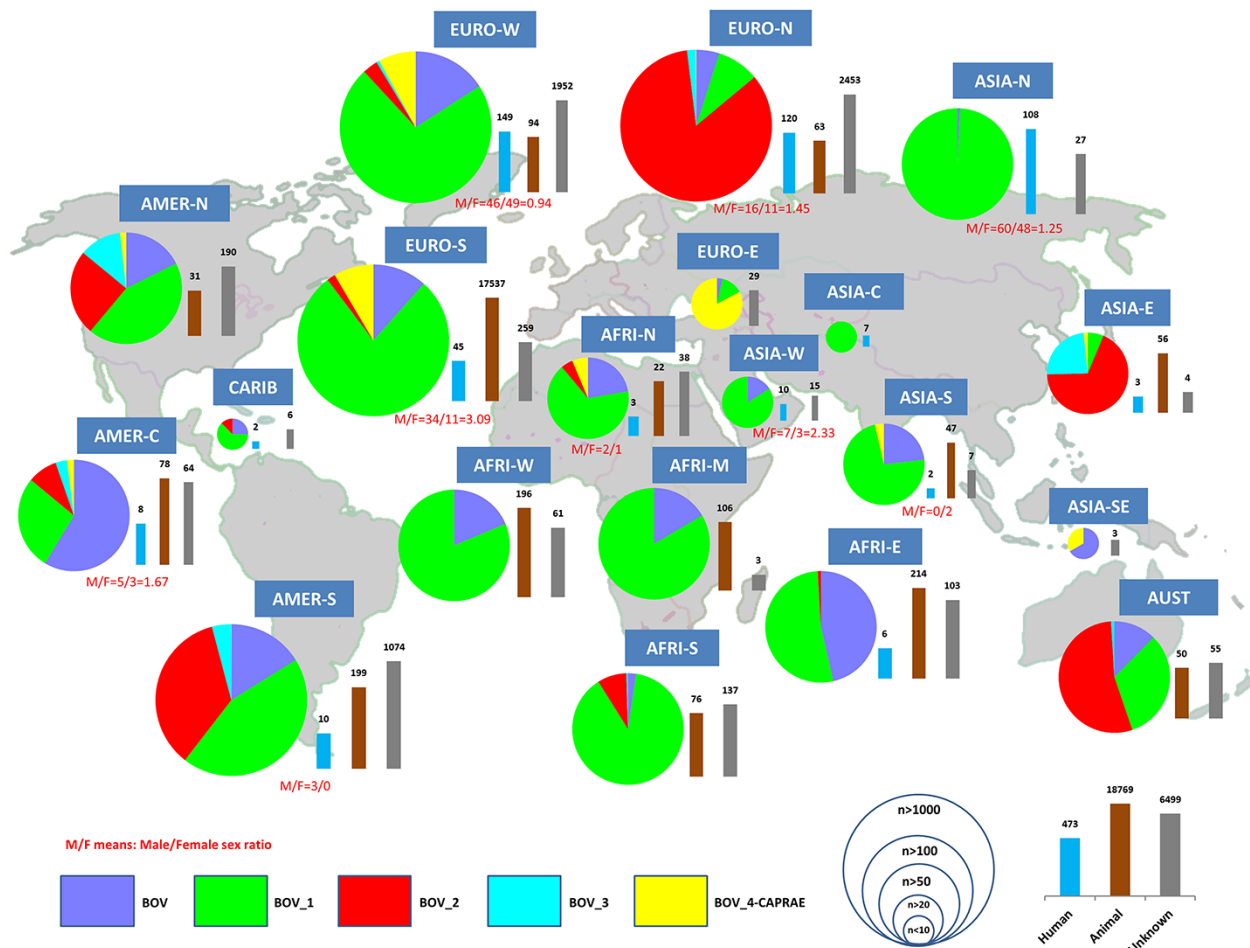 EURO-W
149
94
1952
M/F=46/49=0.94
EURO-N
120
63
2453
M/F=16/11=1.45
ASIA-N
108
27
M/F=60/48=1.25
AMER-N
31
190
EURO-S
45
17537
259
M/F=34/11=3.09
EURO-E
29
ASIA-C
7
ASIA-E
3
56
4
AFRI-N
3
22
38
M/F=2/1
ASIA-W
10
15
M/F=7/3=2.33
CARIB
2
6
ASIA-S
2
47
7
M/F=0/2
AMER-C
8
78
64
M/F=5/3=1.67
AFRI-W
196
61
AFRI-M
106
3
ASIA-SE
3
AFRI-E
6
214
103
AMER-S
10
199
1074
M/F=3/0
AFRI-S
76
137
AUST
50
55
M/F means: Male/Female sex ratio
BOV
BOV_1
BOV_2
BOV_3
BOV_4-CAPRAE
n>1000
n>100
n>50
n>20
n<10
473
18769
6499
Human
Animal
Unknown